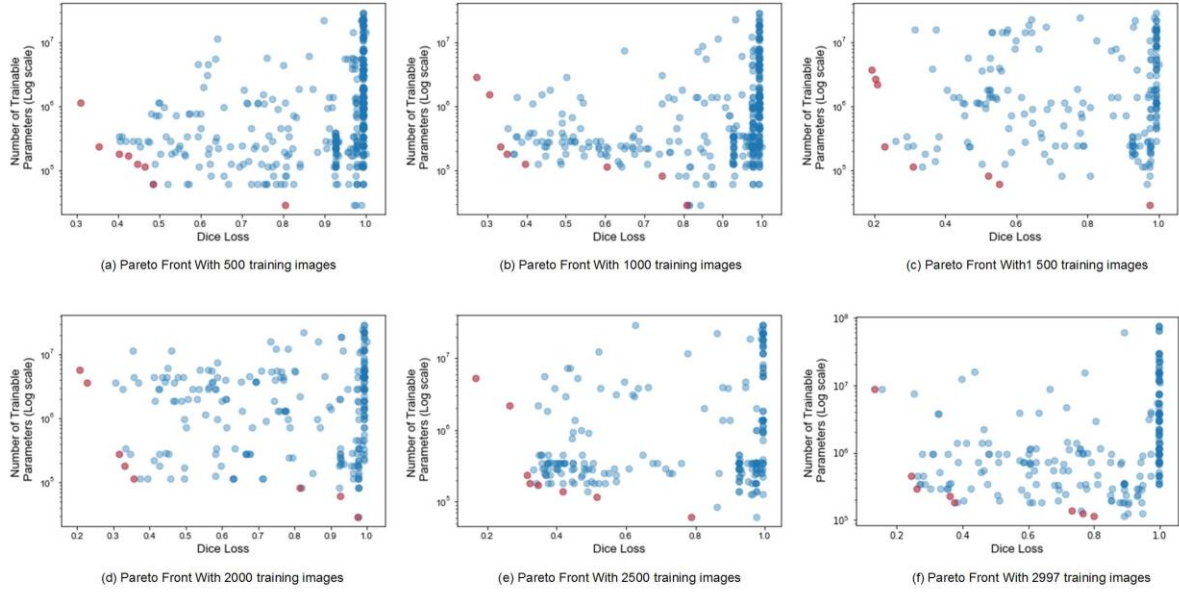 Number of Trainable
Parameters (Log scale)
10^7
10^6
10^5
0.3 0.4 0.5 0.6 0.7 0.8 0.9 1.0
Dice Loss
(a) Pareto Front With 500 training images
Number of Trainable
Parameters (Log scale)
10^7
10^6
10^5
0.3 0.4 0.5 0.6 0.7 0.8 0.9 1.0
Dice Loss
(b) Pareto Front With 1000 training images
Number of Trainable
Parameters (Log scale)
10^7
10^6
10^5
0.2 0.4 0.6 0.8 1.0
Dice Loss
(c) Pareto Front With1 500 training images
Number of Trainable
Parameters (Log scale)
10^7
10^6
10^5
0.2 0.3 0.4 0.5 0.6 0.7 0.8 0.9 1.0
Dice Loss
(d) Pareto Front With 2000 training images
Number of Trainable
Parameters (Log scale)
10^7
10^6
10^5
0.2 0.3 0.4 0.5 0.6 0.7 0.8 0.9 1.0
Dice Loss
(e) Pareto Front With 2500 training images
Number of Trainable
Parameters (Log scale)
10^8
10^7
10^6
10^5
0.2 0.4 0.6 0.8 1.0
Dice Loss
(f) Pareto Front With 2997 training images